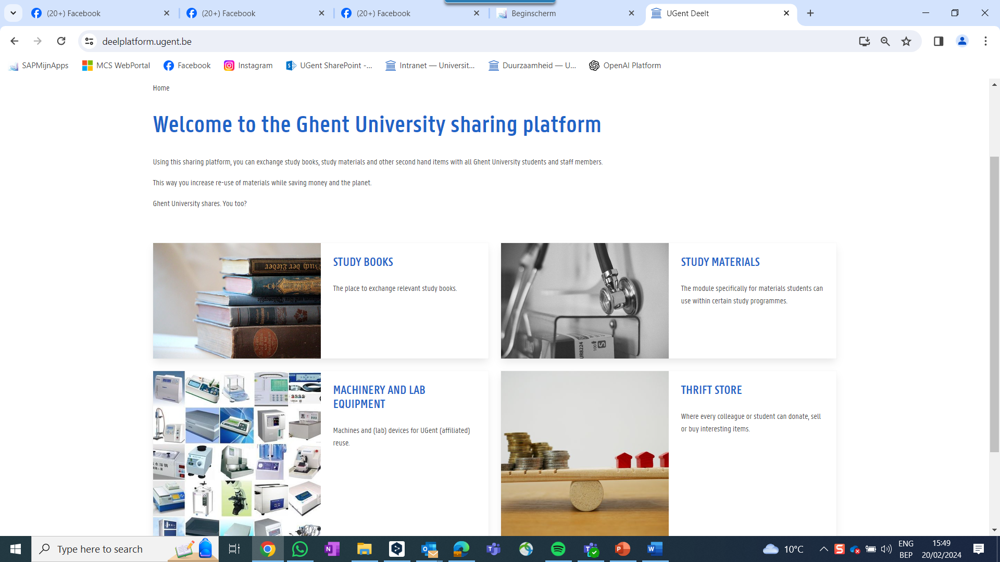 (20+) Facebook
(20+) Facebook
(20+) Facebook
Beginscherm
UGent Deelt
deelplatform.ugent.be
SAPMijnApps
MCS WebPortal
Facebook
Instagram
UGent SharePoint -...
Intranet — Universit...
Duurzaamheid — U...
OpenAI Platform
Home
Welcome to the Ghent University sharing platform
Using this sharing platform, you can exchange study books, study materials and other second hand items with all Ghent University students and staff members.
This way you increase re-use of materials while saving money and the planet.
Ghent University shares. You too?
Buch der Lieder
STUDY BOOKS
The place to exchange relevant study books.
UR8224
100
S
STUDY MATERIALS
The module specifically for materials students can
use within certain study programmes.
MACHINERY AND LAB
EQUIPMENT
Machines and (lab) devices for UGent (affiliated)
reuse.
THRIFT STORE
Where every colleague or student can donate, sell
or buy interesting items.
Type here to search
10°C
ENG
BEP
15:49
20/02/2024